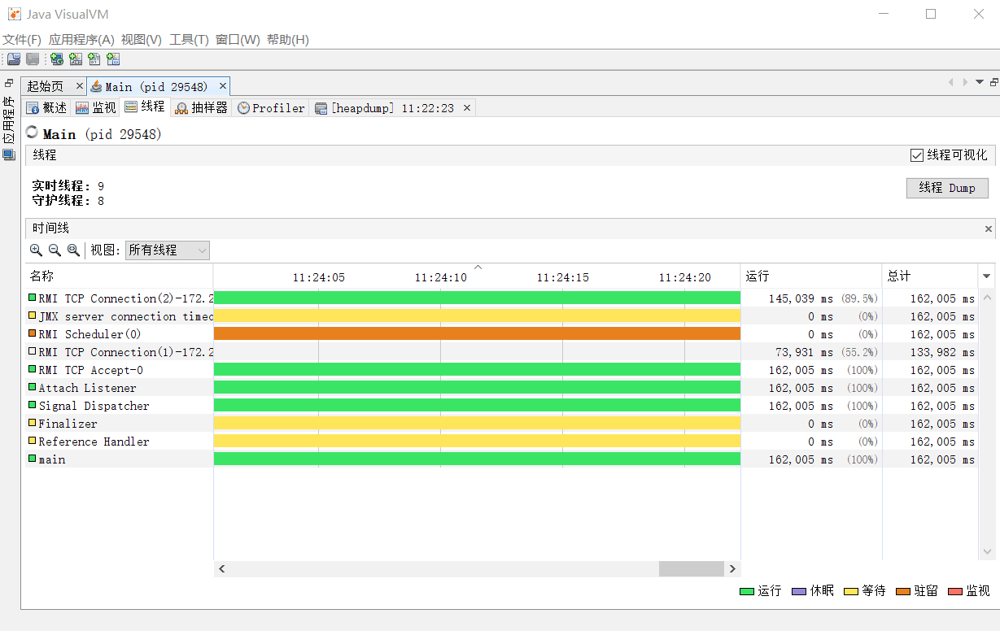 Java VisualVM
文件(F) 应用程序(A) 视图(V) 工具(T) 窗口(W) 帮助(H)
应用程序
起始页 Main (pid 29548)
概述 监视 线程 抽样器 Profiler [heapdump] 11:22:23
Main (pid 29548)
线程 线程可视化
实时线程: 9
守护线程: 8
线程 Dump
时间线
视图: 所有线程
名称 11:24:05 11:24:10 11:24:15 11:24:20 运行 总计
RMI TCP Connection(2)-172.2 145,039 ms (89.5%) 162,005 ms
JMX server connection timeo 0 ms (0%) 162,005 ms
RMI Scheduler(0) 0 ms (0%) 162,005 ms
RMI TCP Connection(1)-172.2 73,931 ms (55.2%) 133,982 ms
RMI TCP Accept-0 162,005 ms (100%) 162,005 ms
Attach Listener 162,005 ms (100%) 162,005 ms
Signal Dispatcher 162,005 ms (100%) 162,005 ms
Finalizer 0 ms (0%) 162,005 ms
Reference Handler 0 ms (0%) 162,005 ms
main 162,005 ms (100%) 162,005 ms
运行 休眠 等待 驻留 监视